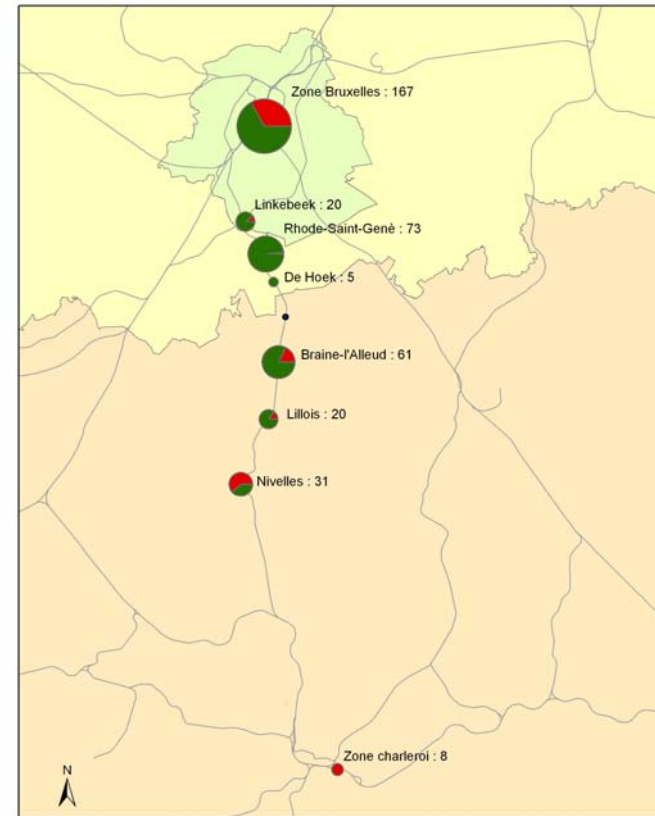 Zone Bruxelles : 167
Linkebeek : 20
Rhode-Saint-Genè : 73
De Hoek : 5
Braine-l'Alleud : 61
Lillois : 20
Nivelles : 31
Zone charleroi : 8
N